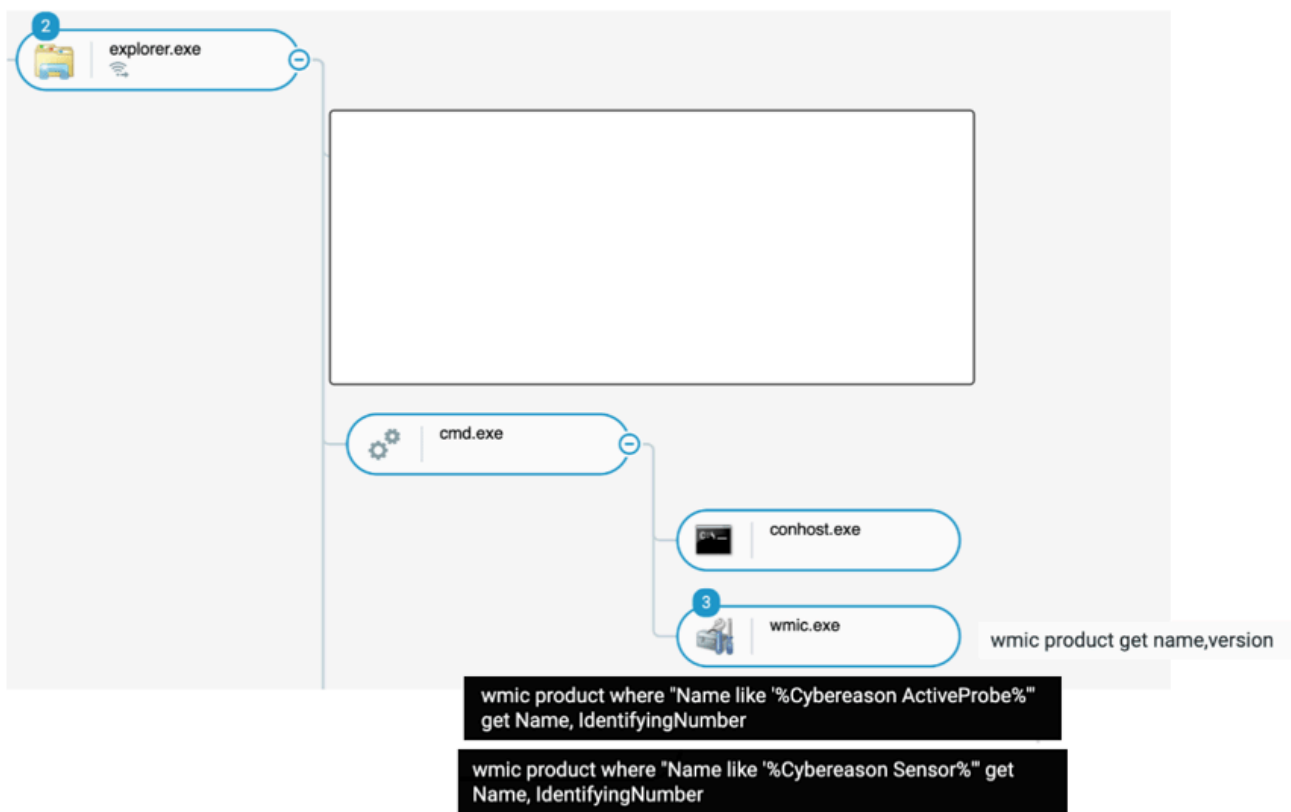 2
explorer.exe
cmd.exe
C:\
conhost.exe
3
wmic.exe
wmic product get name,version
wmic product where "Name like '%Cybereason ActiveProbe%'"
get Name, IdentifyingNumber
wmic product where "Name like '%Cybereason Sensor%'" get
Name, IdentifyingNumber